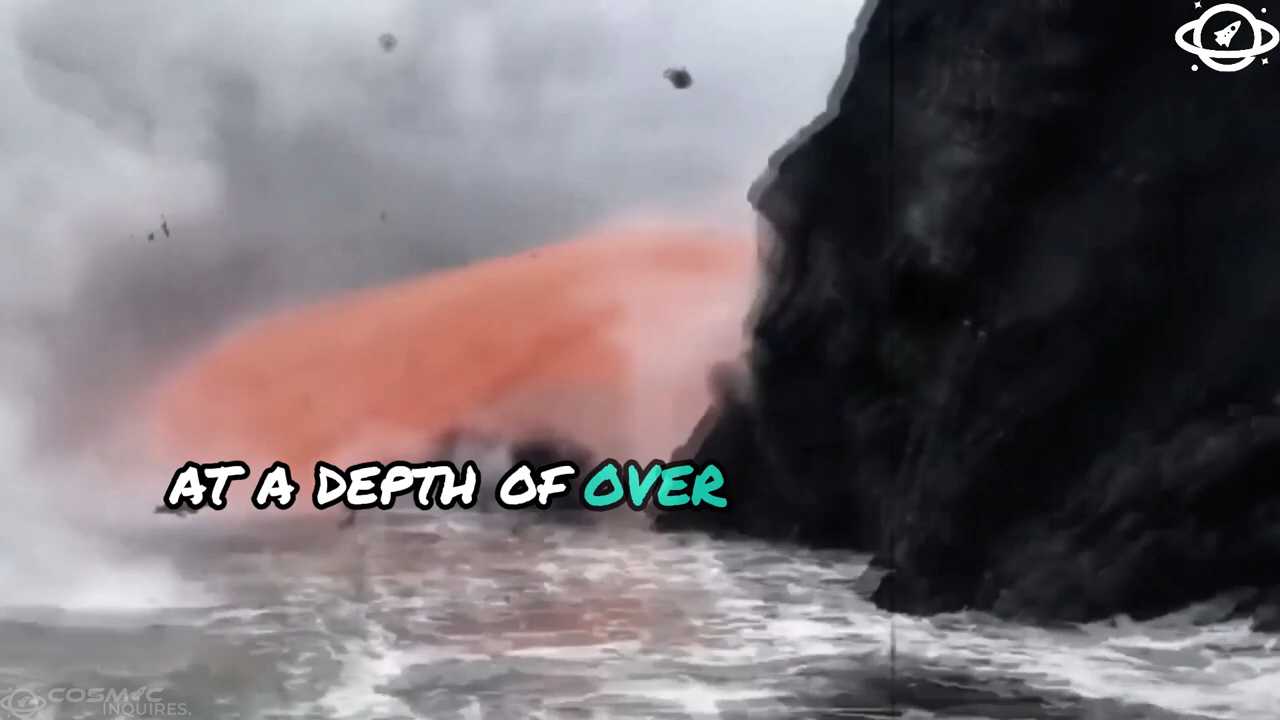 AT A DEPTH OF OVER
COSMIC
INQUIRES.